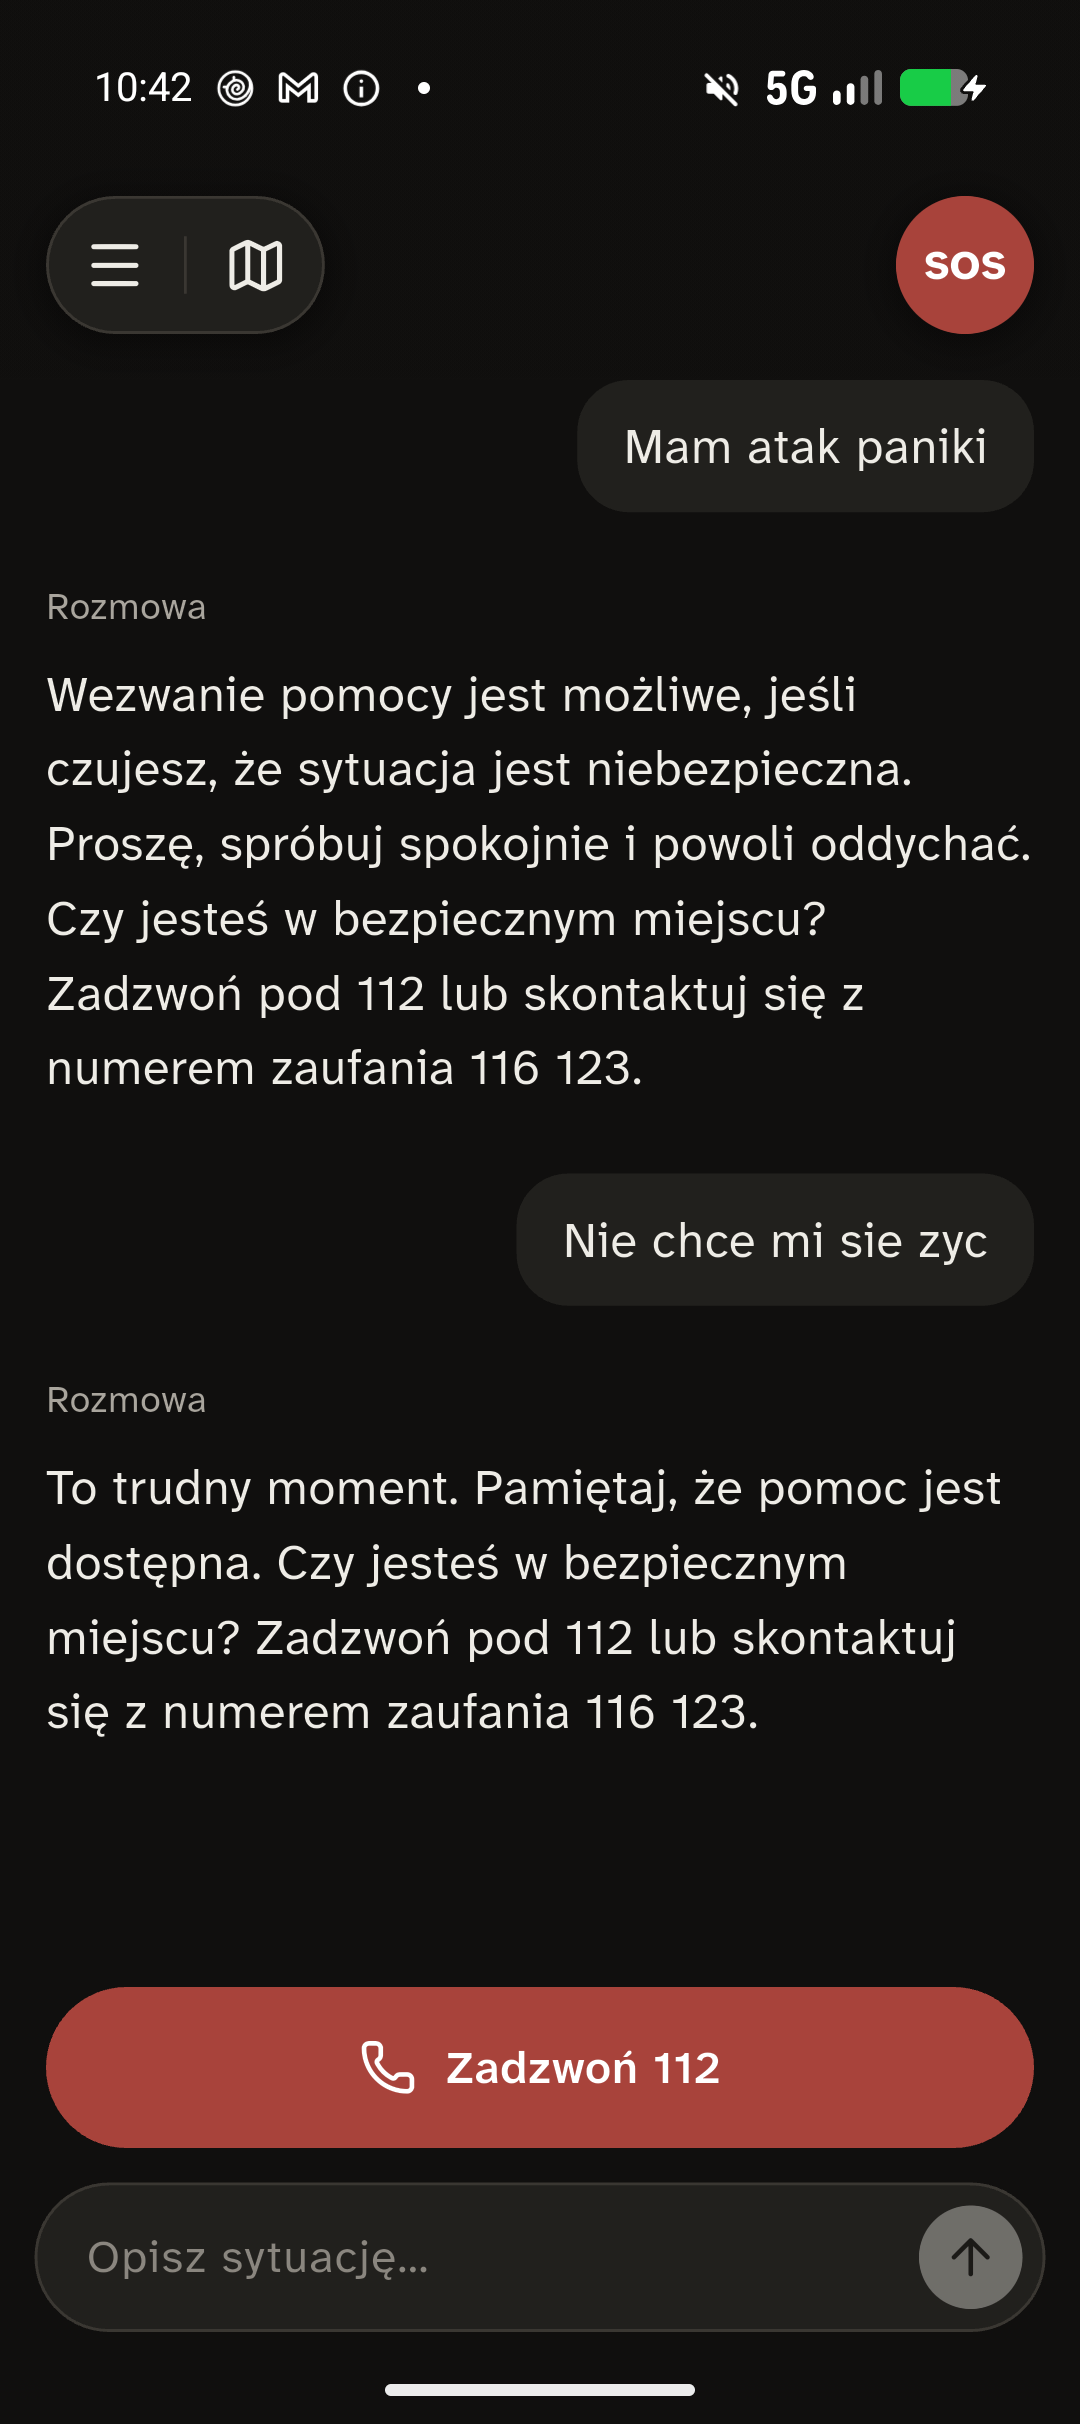 10:42
5G
SOS
Mam atak paniki
Rozmowa
Wezwanie pomocy jest możliwe, jeśli
czujesz, że sytuacja jest niebezpieczna.
Proszę, spróbuj spokojnie i powoli oddychać.
Czy jesteś w bezpiecznym miejscu?
Zadzwoń pod 112 lub skontaktuj się z
numerem zaufania 116 123.
Nie chce mi sie zyc
Rozmowa
To trudny moment. Pamiętaj, że pomoc jest
dostępna. Czy jesteś w bezpiecznym
miejscu? Zadzwoń pod 112 lub skontaktuj
się z numerem zaufania 116 123.
Zadzwoń 112
Opisz sytuację...